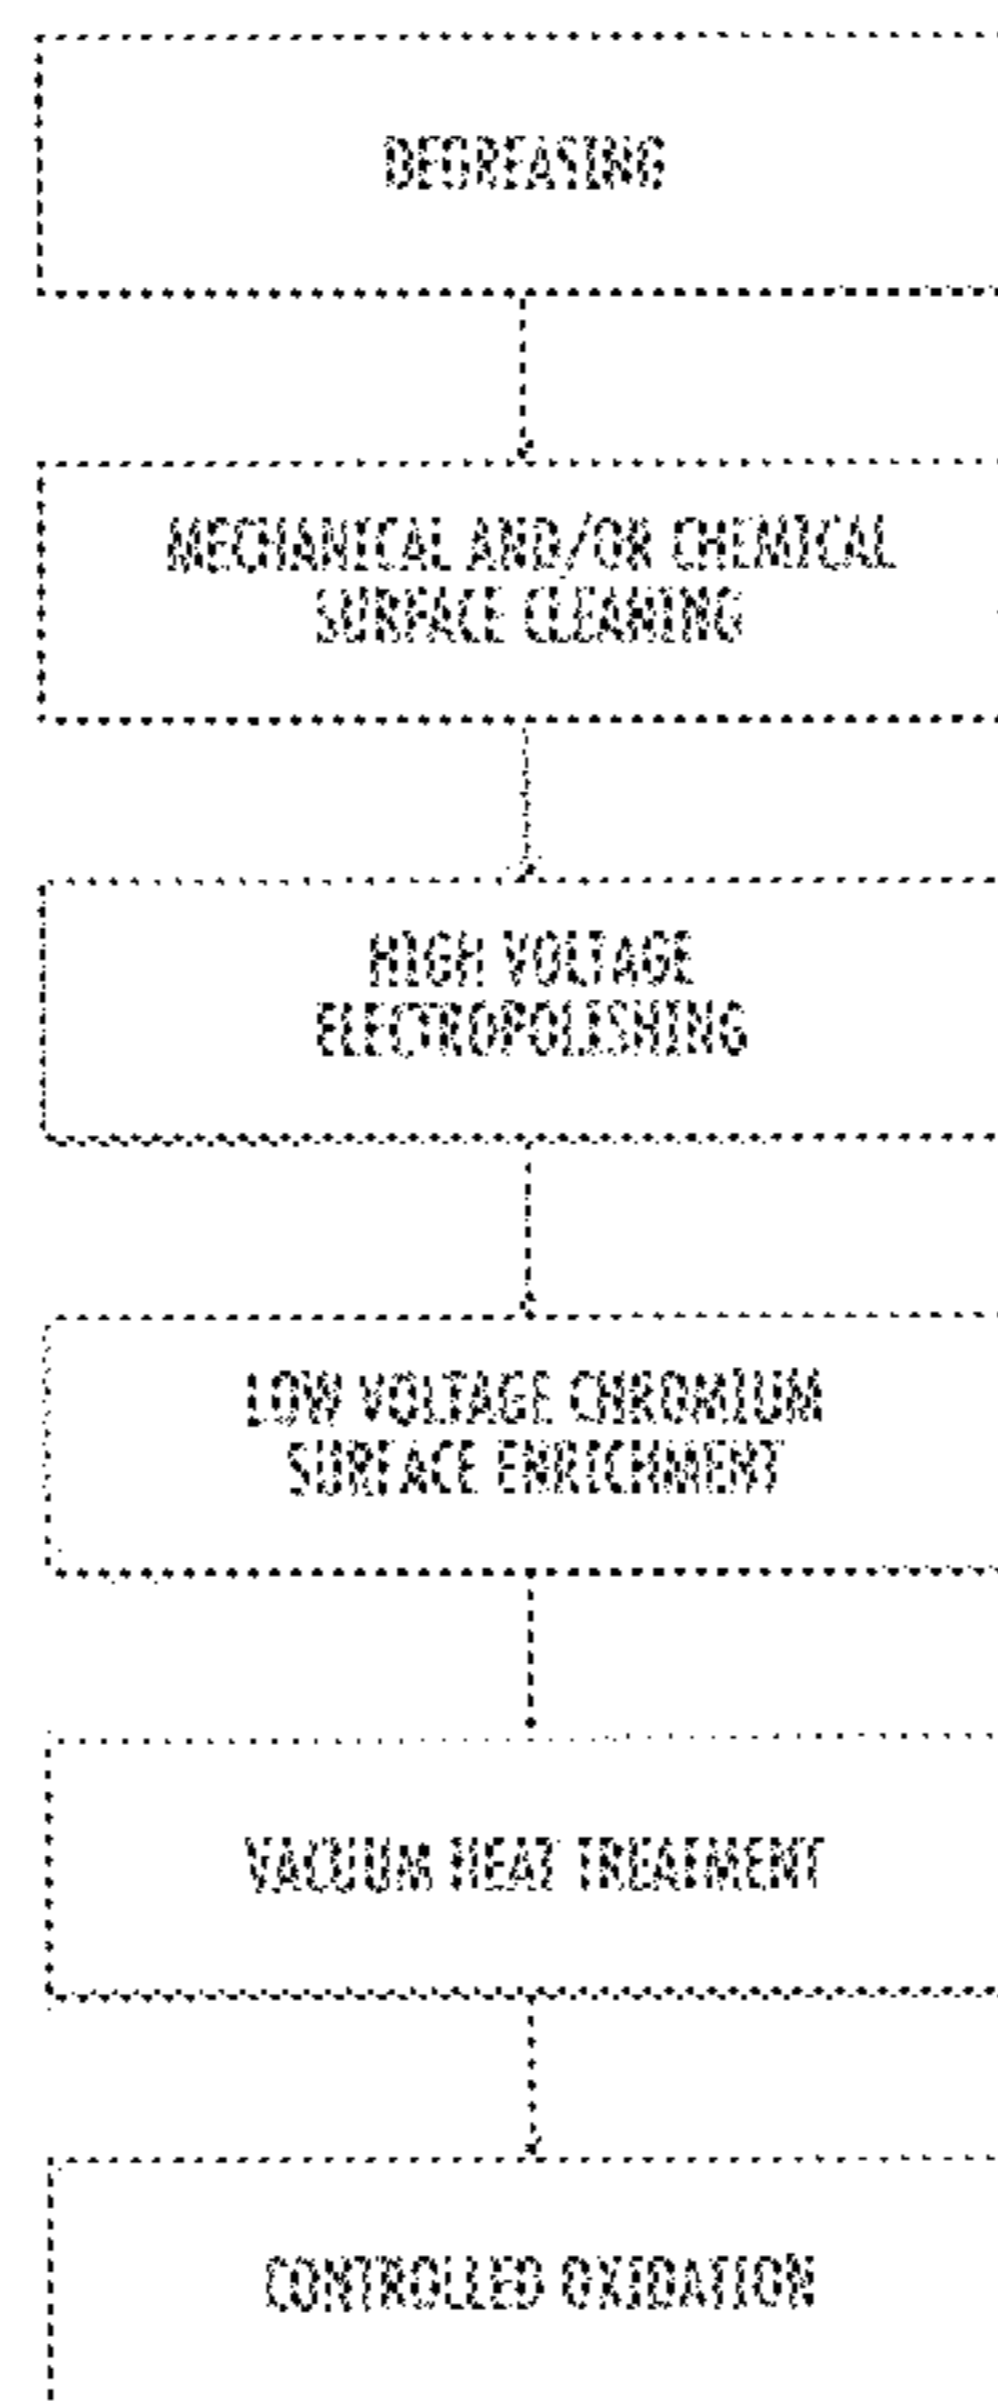 DEGREASING
MECHANICAL AND/OR CHEMICAL
SURFACE CLEANING
HIGH VOLTAGE
ELECTROPOLISHING
LOW VOLTAGE CHROMIUM
SURFACE ENRICHMENT
VACUUM HEAT TREATMENT
CONTROLLED OXIDATION